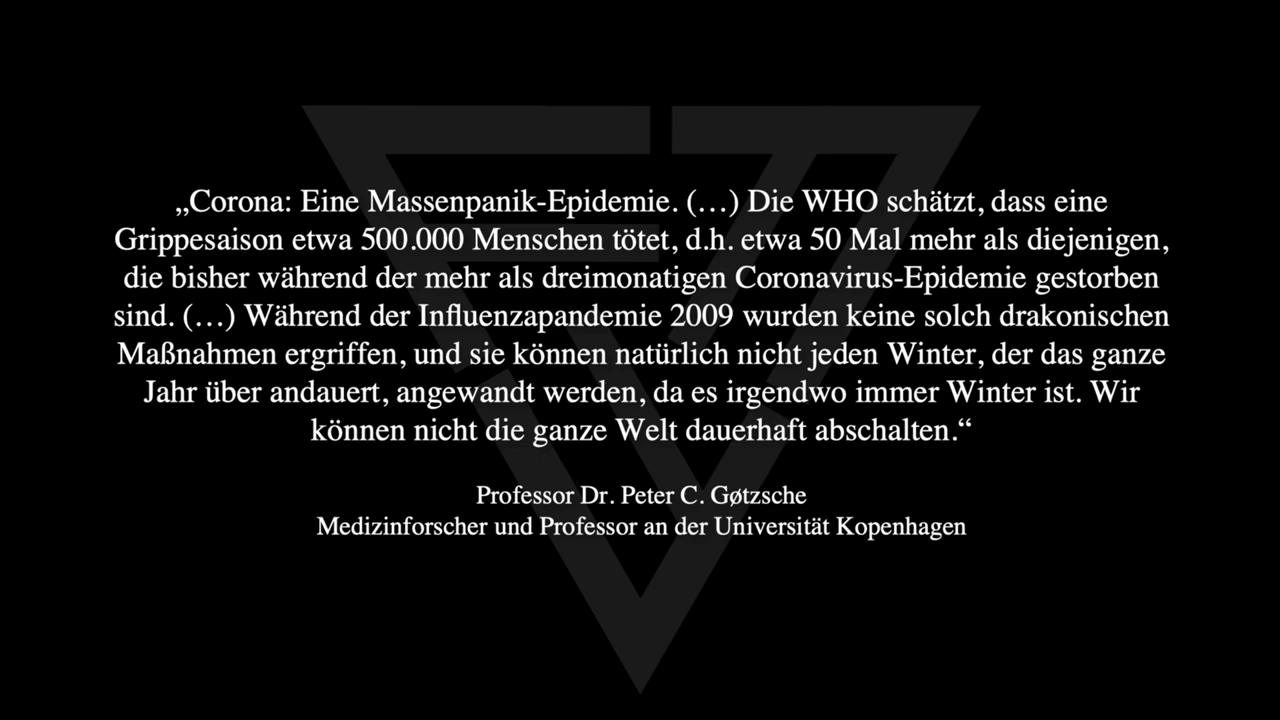 „Corona: Eine Massenpanik-Epidemie. (…) Die WHO schätzt, dass eine
Grippesaison etwa 500.000 Menschen tötet, d.h. etwa 50 Mal mehr als diejenigen,
die bisher während der mehr als dreimonatigen Coronavirus-Epidemie gestorben
sind. (…) Während der Influenzapandemie 2009 wurden keine solch drakonischen
Maßnahmen ergriffen, und sie können natürlich nicht jeden Winter, der das ganze
Jahr über andauert, angewandt werden, da es irgendwo immer Winter ist. Wir
können nicht die ganze Welt dauerhaft abschalten.“
Professor Dr. Peter C. Gøtzsche
Medizinforscher und Professor an der Universität Kopenhagen